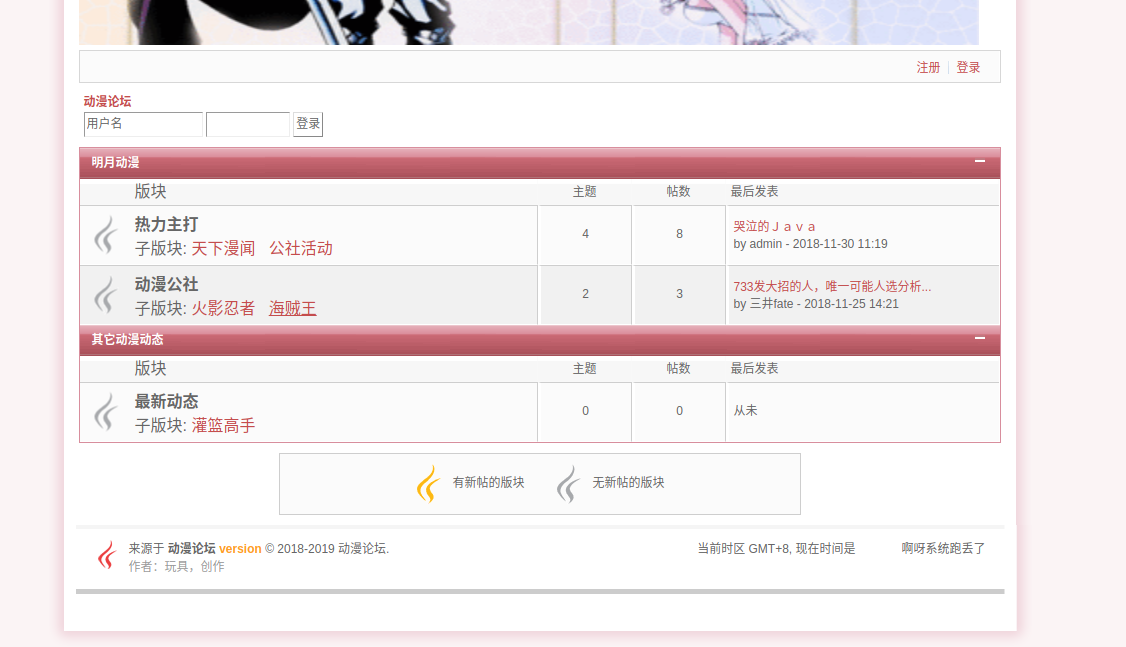 注册 登录
动漫论坛
用户名 登录
明月动漫
版块 主题 帖数 最后发表
热力主打
子版块: 天下漫闻 公社活动
4 8
哭泣的Ｊａｖａ
by admin - 2018-11-30 11:19
动漫公社
子版块: 火影忍者 海贼王
2 3
733发大招的人，唯一可能人选分析...
by 三井fate - 2018-11-25 14:21
其它动漫动态
版块 主题 帖数 最后发表
最新动态
子版块: 灌篮高手
0 0 从未
有新帖的版块 无新帖的版块
来源于 动漫论坛 version © 2018-2019 动漫论坛.
作者：玩具，创作
当前时区 GMT+8, 现在时间是 啊呀系统跑丢了